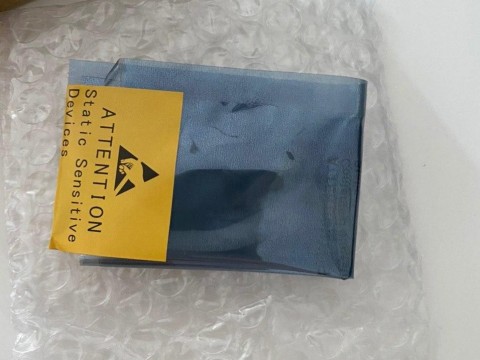 ATTENTION
Static Sensitive
Devices